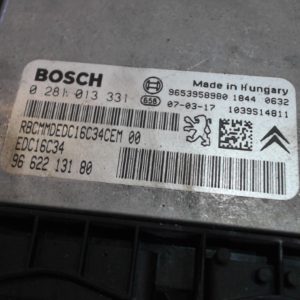 BOSCH
Made in Hungary
0 281 013 331
658
9653958980 1844 0632
07-03-17 1039S14811
RBCMMDEDC16C34CEM 00
EDC16C34
96 622 131 80